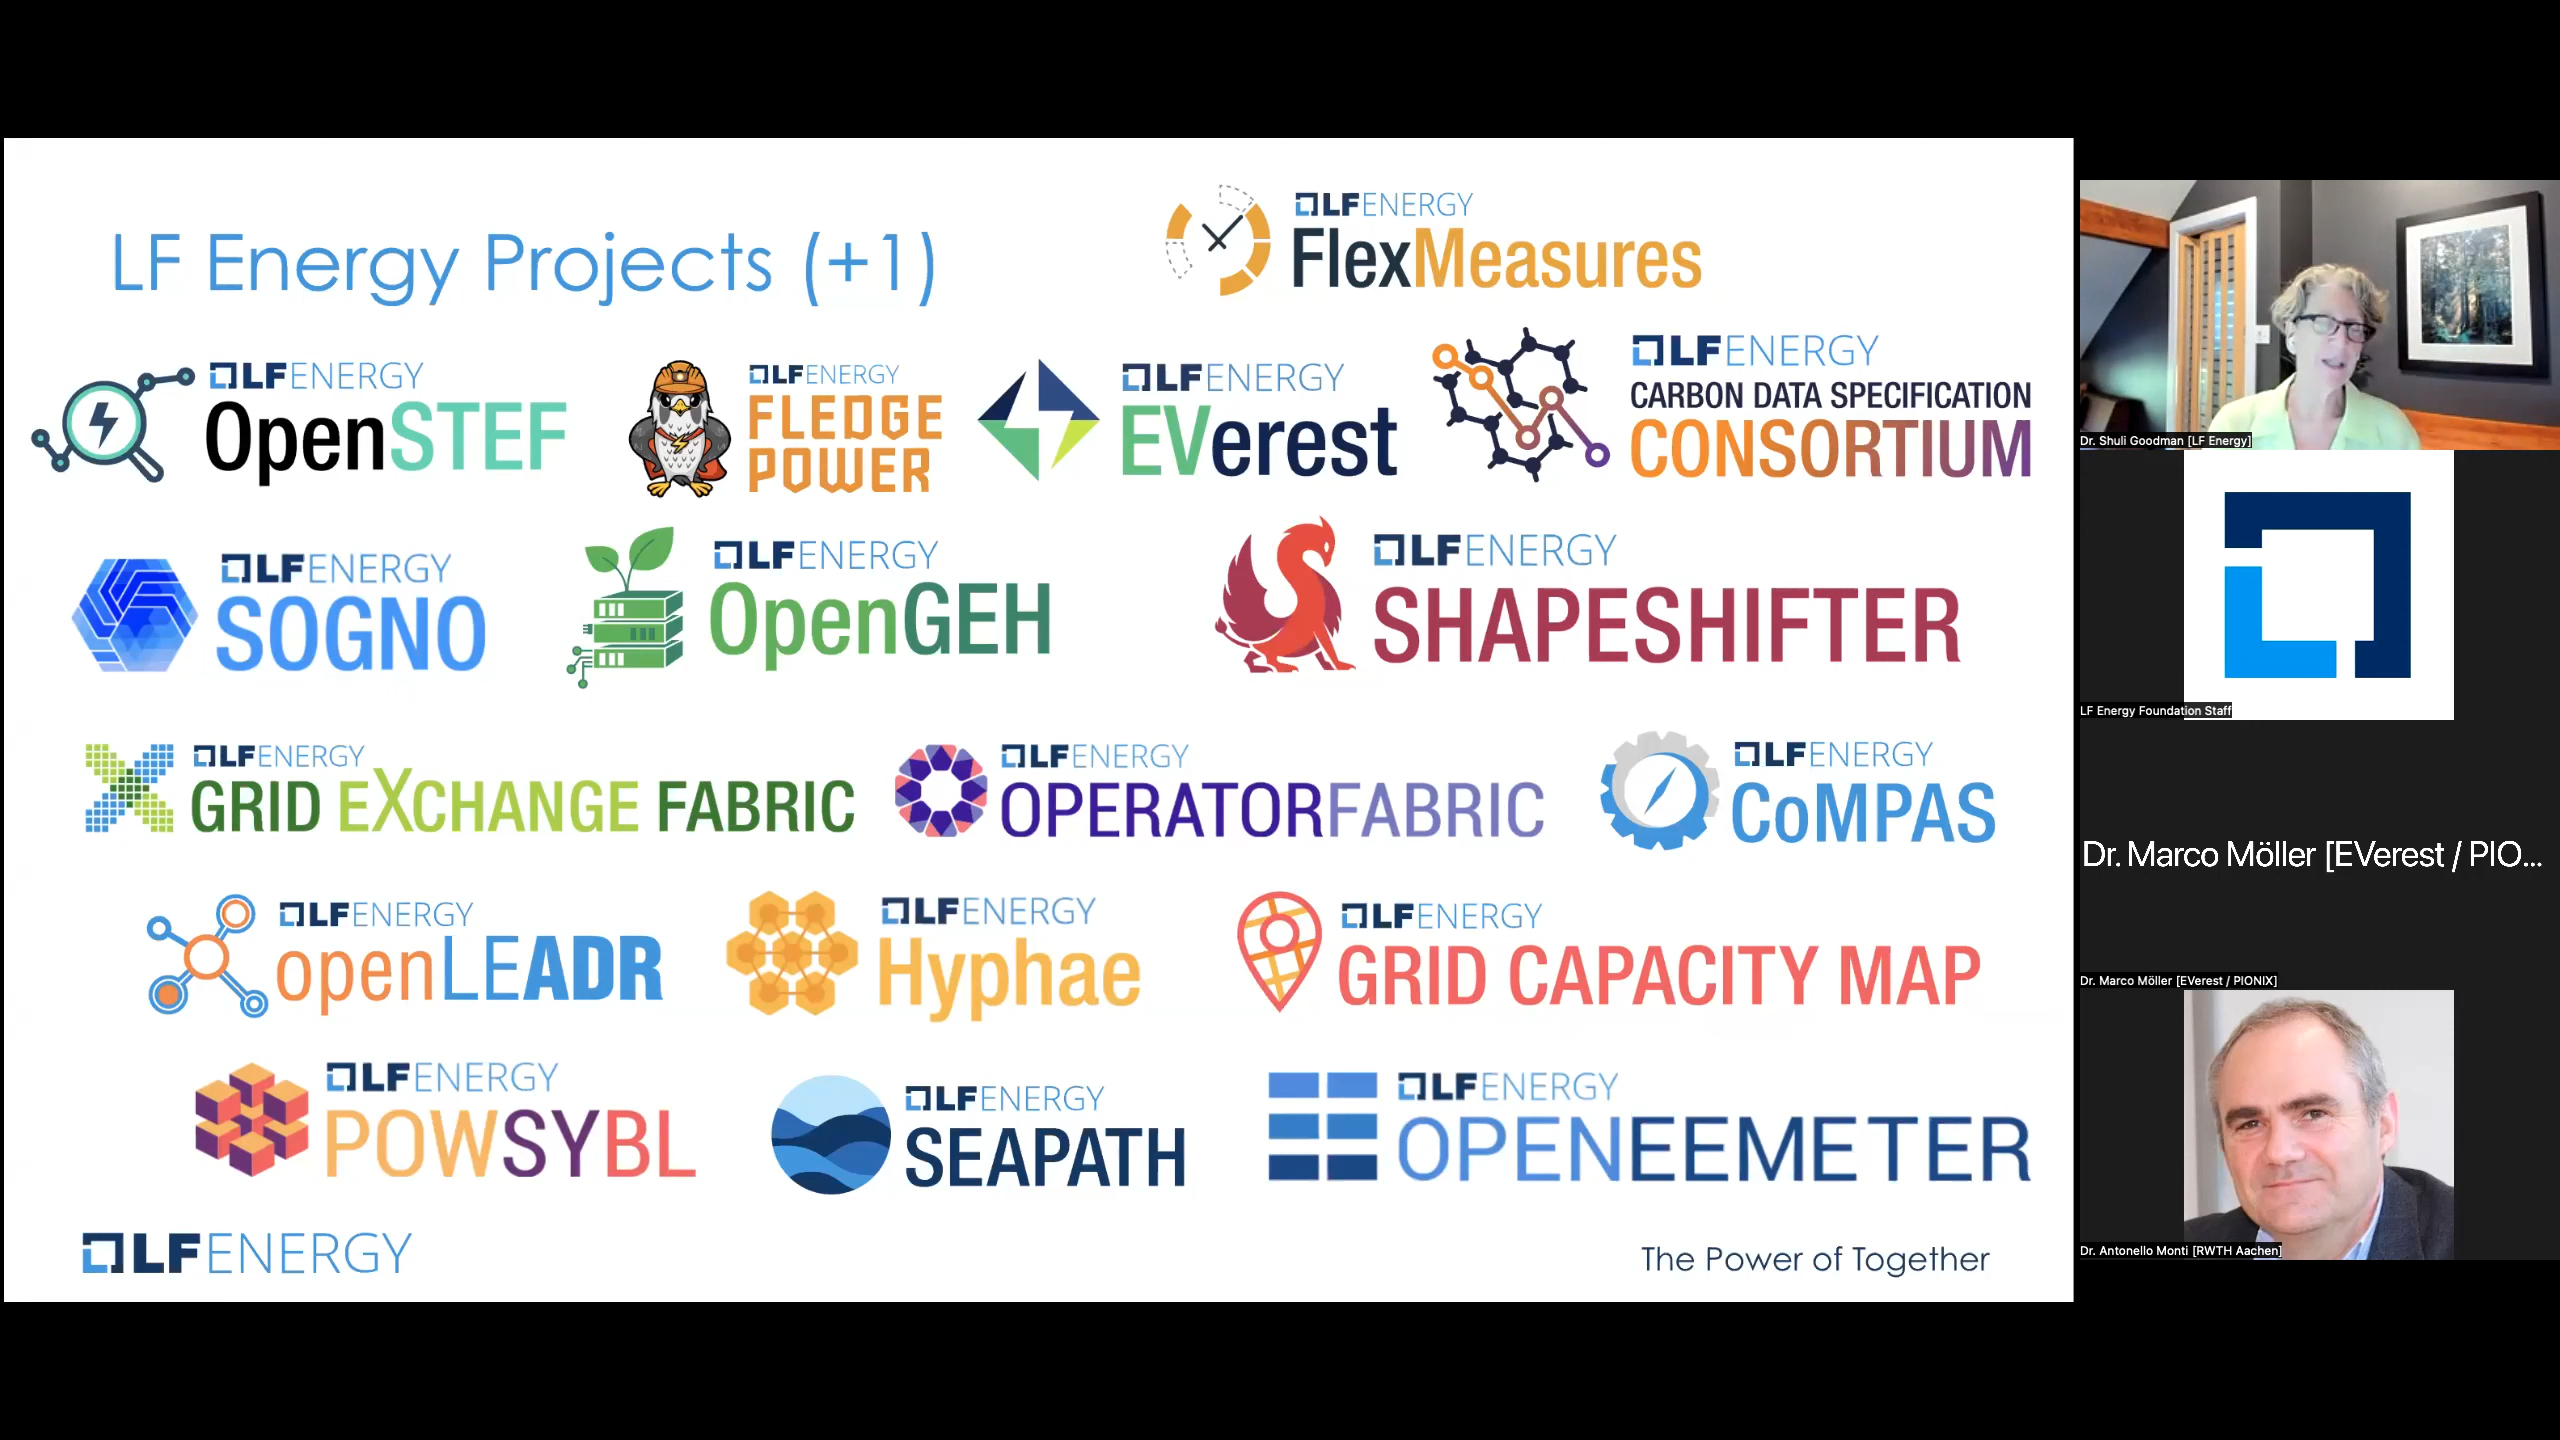 LF Energy Projects (+1)
LFENERGY
FlexMeasures
LFENERGY
OpenSTEF
LFENERGY
FLEDGE
POWER
LFENERGY
EVerest
LFENERGY
CARBON DATA SPECIFICATION
CONSORTIUM
LFENERGY
SOGNO
LFENERGY
OpenGEH
LFENERGY
SHAPESHIFTER
LFENERGY
GRID EXCHANGE FABRIC
LFENERGY
OPERATORFABRIC
LFENERGY
CoMPAS
LFENERGY
openLEADR
LFENERGY
Hyphae
LFENERGY
GRID CAPACITY MAP
LFENERGY
POWSYBL
LFENERGY
SEAPATH
LFENERGY
OPENEEMETER
LFENERGY
The Power of Together
Dr. Shuli Goodman [LF Energy]
LF Energy Foundation Staff
Dr. Marco Möller [EVerest / PIO...
Dr. Marco Möller [EVerest / PIONIX]
Dr. Antonello Monti [RWTH Aachen]